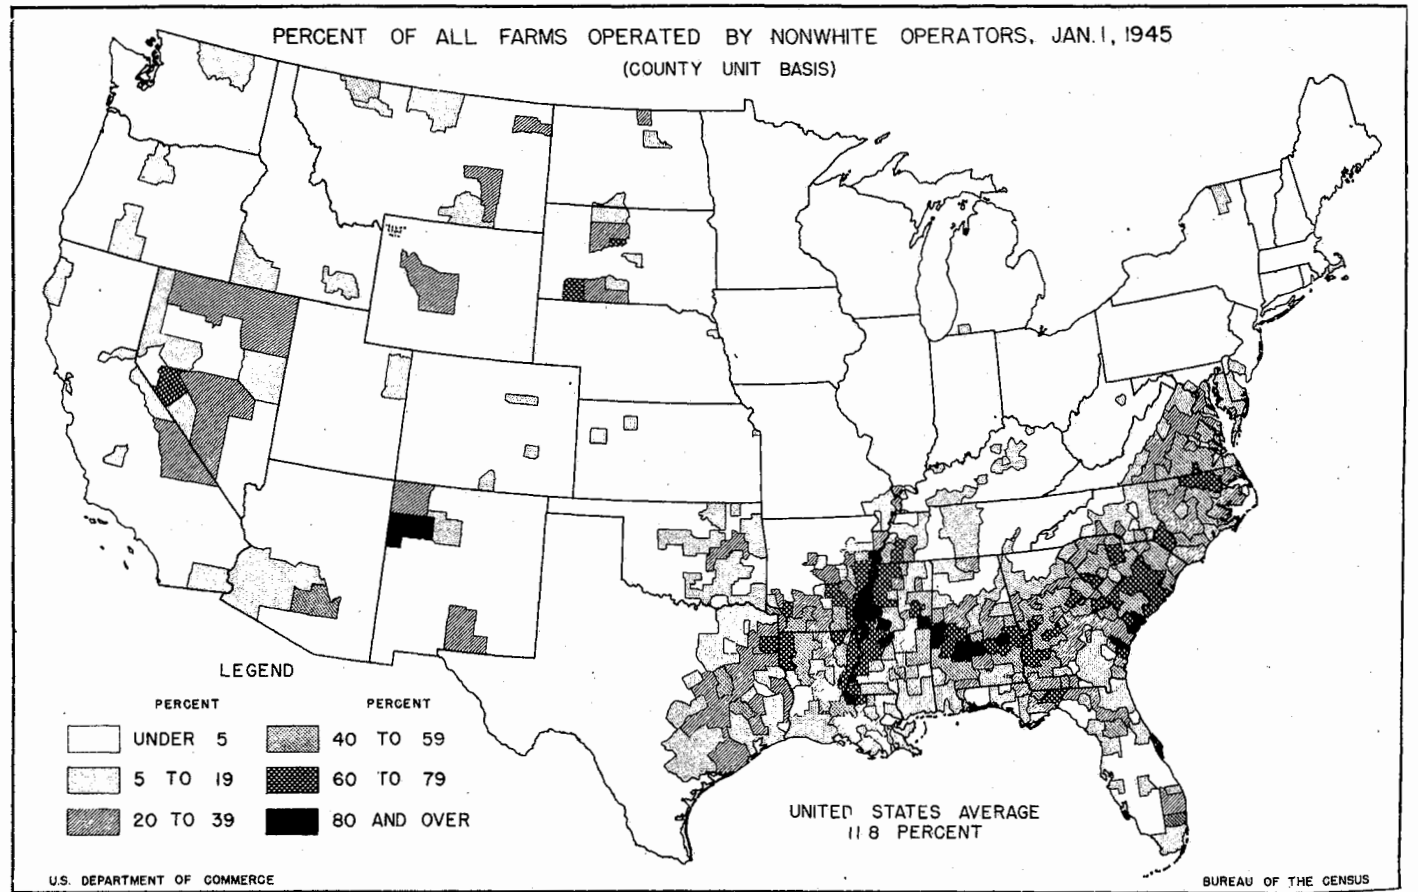 PERCENT OF ALL FARMS OPERATED BY NONWHITE OPERATORS, JAN. 1, 1945
(COUNTY UNIT BASIS)
LEGEND
PERCENT PERCENT
UNDER 5 40 TO 59
5 TO 19 60 TO 79
20 TO 39 80 AND OVER
UNITED STATES AVERAGE
11 8 PERCENT
U.S. DEPARTMENT OF COMMERCE
BUREAU OF THE CENSUS